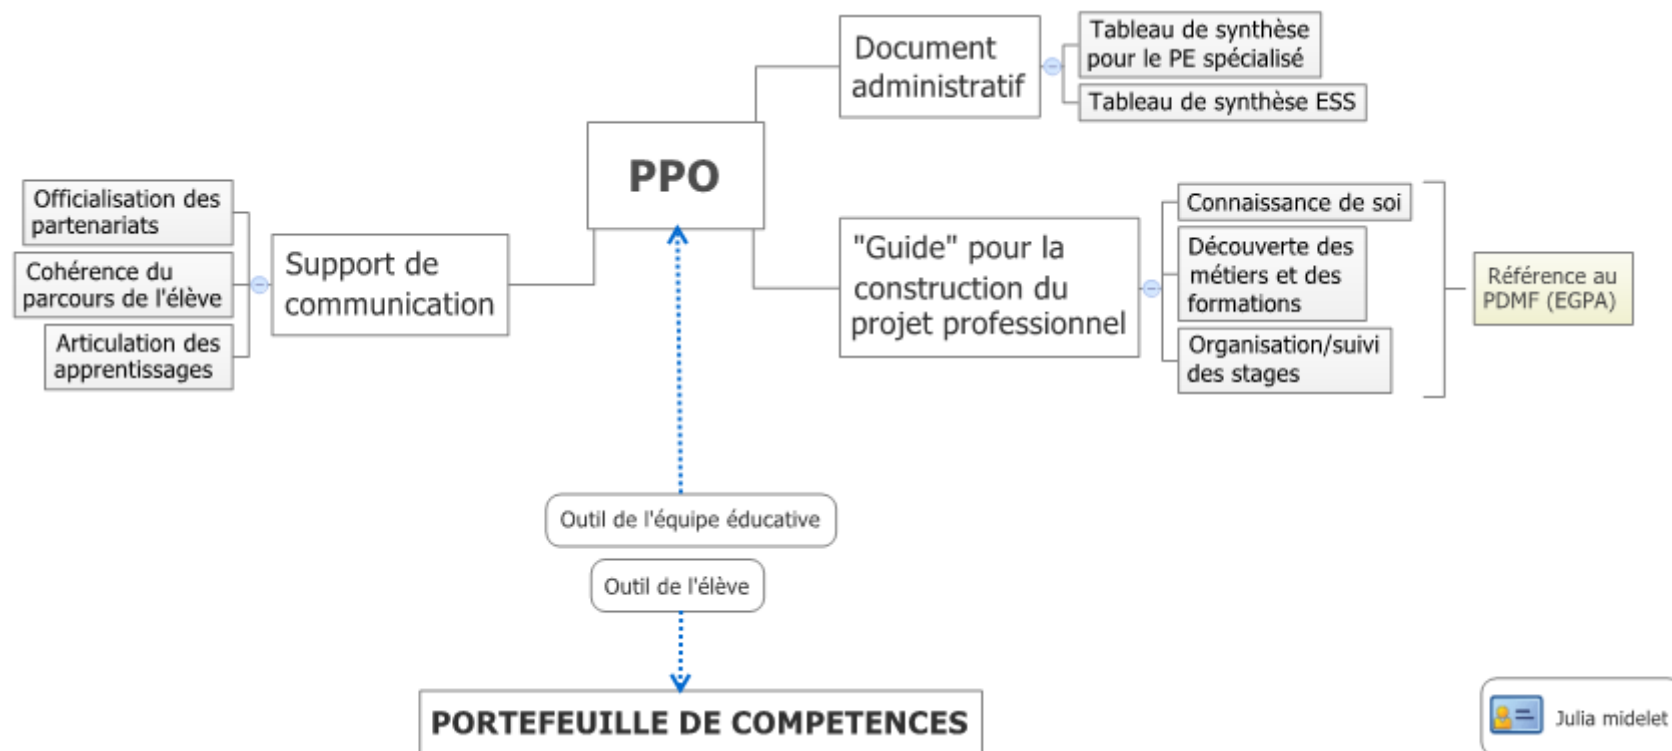 PPO
Document
administratif
Tableau de synthèse
pour le PE spécialisé
Tableau de synthèse ESS
"Guide" pour la
construction du
projet professionnel
Connaissance de soi
Découverte des
métiers et des
formations
Organisation/suivi
des stages
Référence au
PDMF (EGPA)
Support de
communication
Officialisation des
partenariats
Cohérence du
parcours de l'élève
Articulation des
apprentissages
Outil de l'équipe éducative
Outil de l'élève
PORTEFEUILLE DE COMPETENCES
Julia midelet